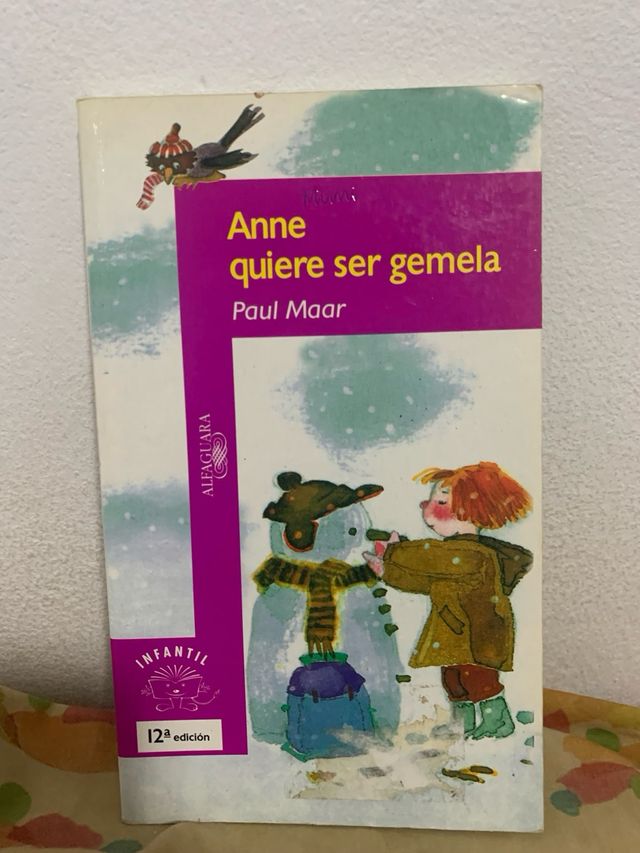 Anne
quiere ser gemela
Paul Maar
ALFAGUARA
INFANTIL
12ª edición